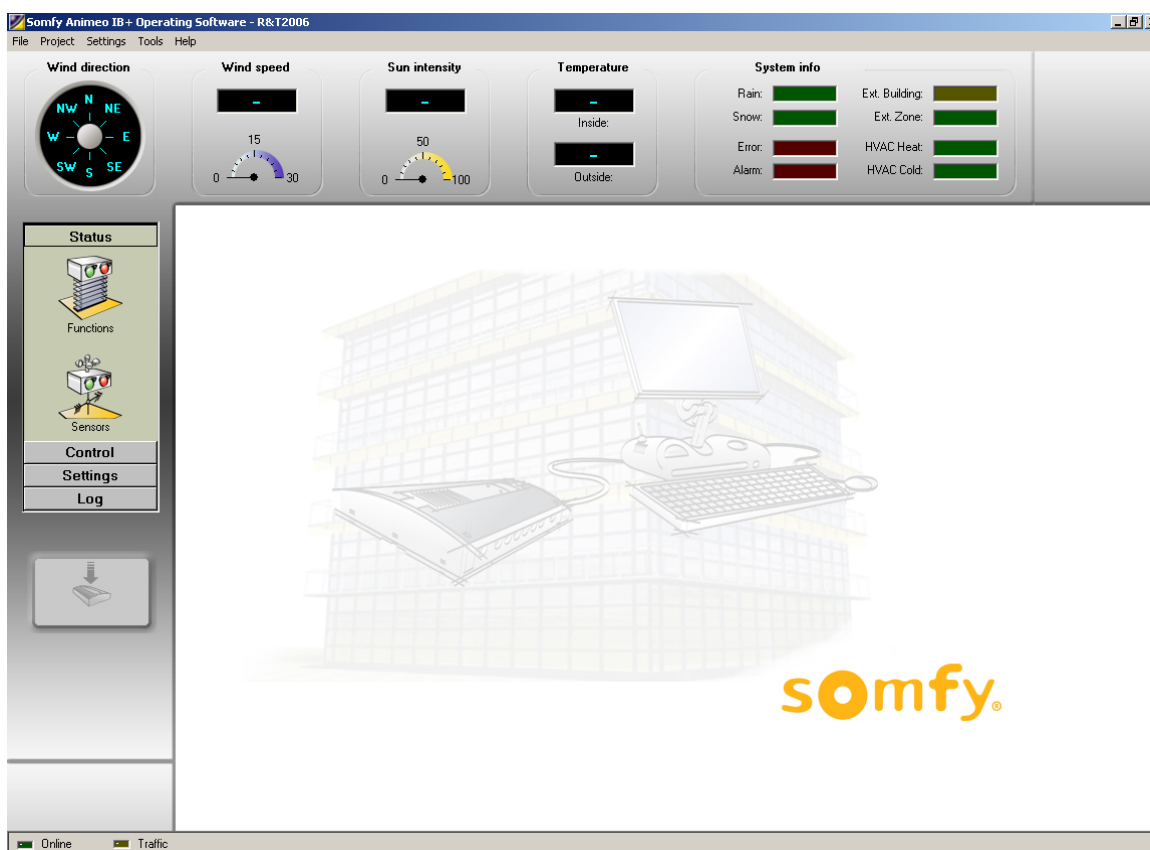 Somfy Animeo IB+ Operating Software - R&T2006
File Project Settings Tools Help
Wind direction
N
NE
E
SE
S
SW
W
NW
Wind speed
-
15
0
30
Sun intensity
-
50
0
100
Temperature
-
Inside:
-
Outside:
System info
Rain:
Snow:
Error:
Alarm:
Ext. Building:
Ext. Zone:
HVAC Heat:
HVAC Cold:
Status
Functions
Sensors
Control
Settings
Log
somfy®
Online
Traffic